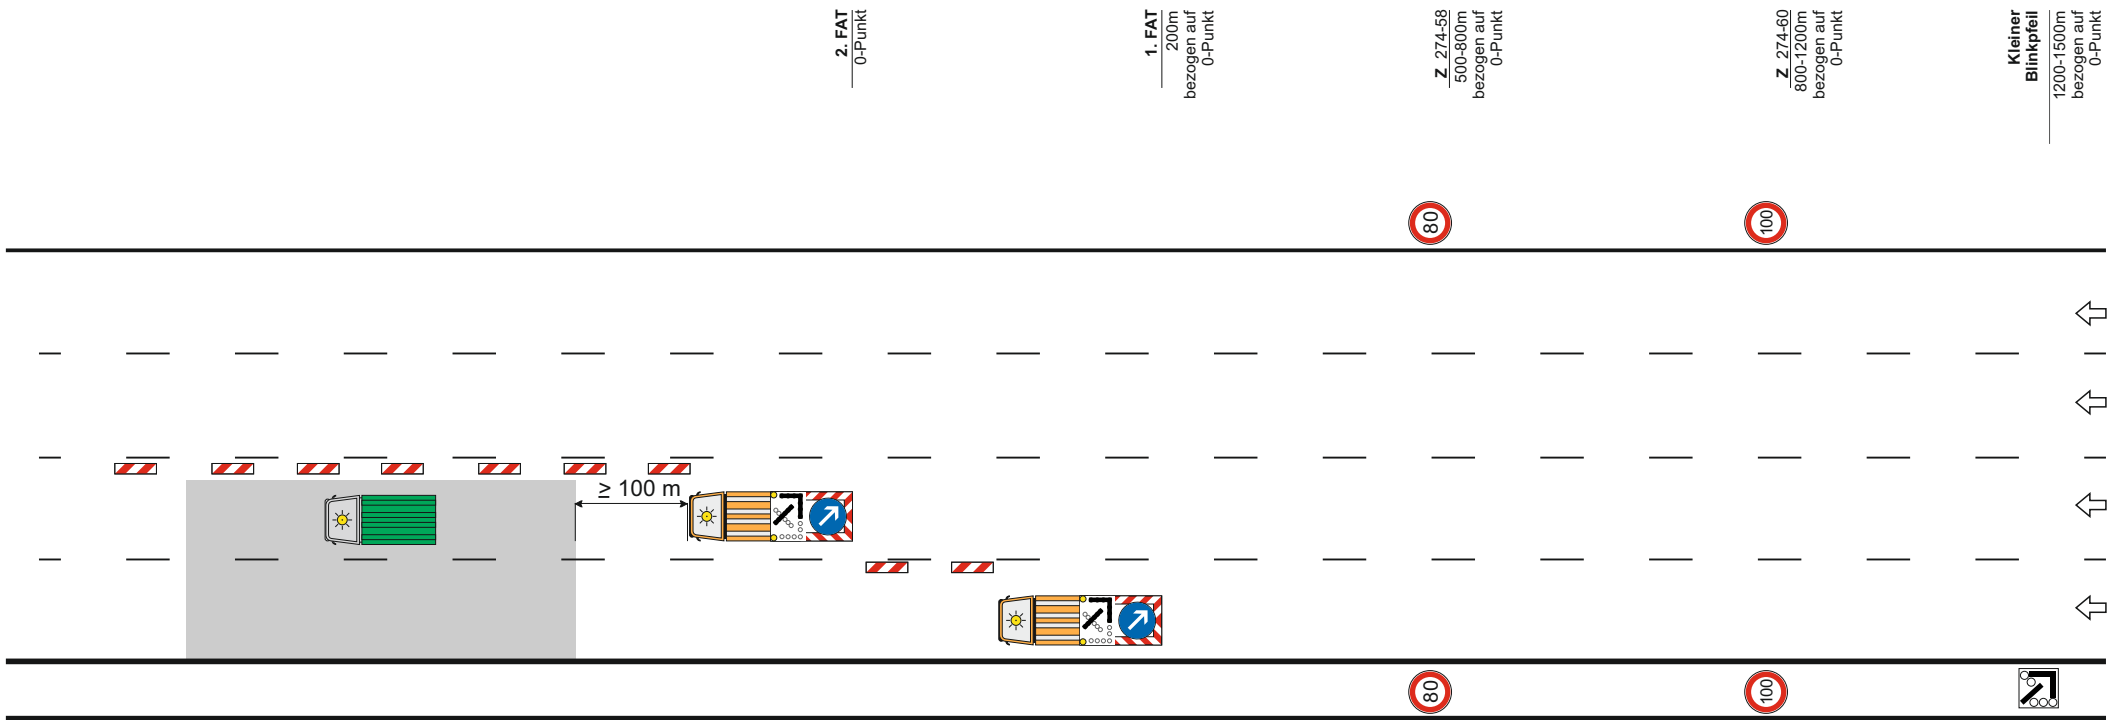 2. FAT
0-Punkt
1. FAT
200m
bezogen auf
0-Punkt
Z 274-58
500-800m
bezogen auf
0-Punkt
Z 274-60
800-1200m
bezogen auf
0-Punkt
Kleiner
Blinkpfeil
1200-1500m
bezogen auf
0-Punkt
80
100
≥ 100 m
80
100